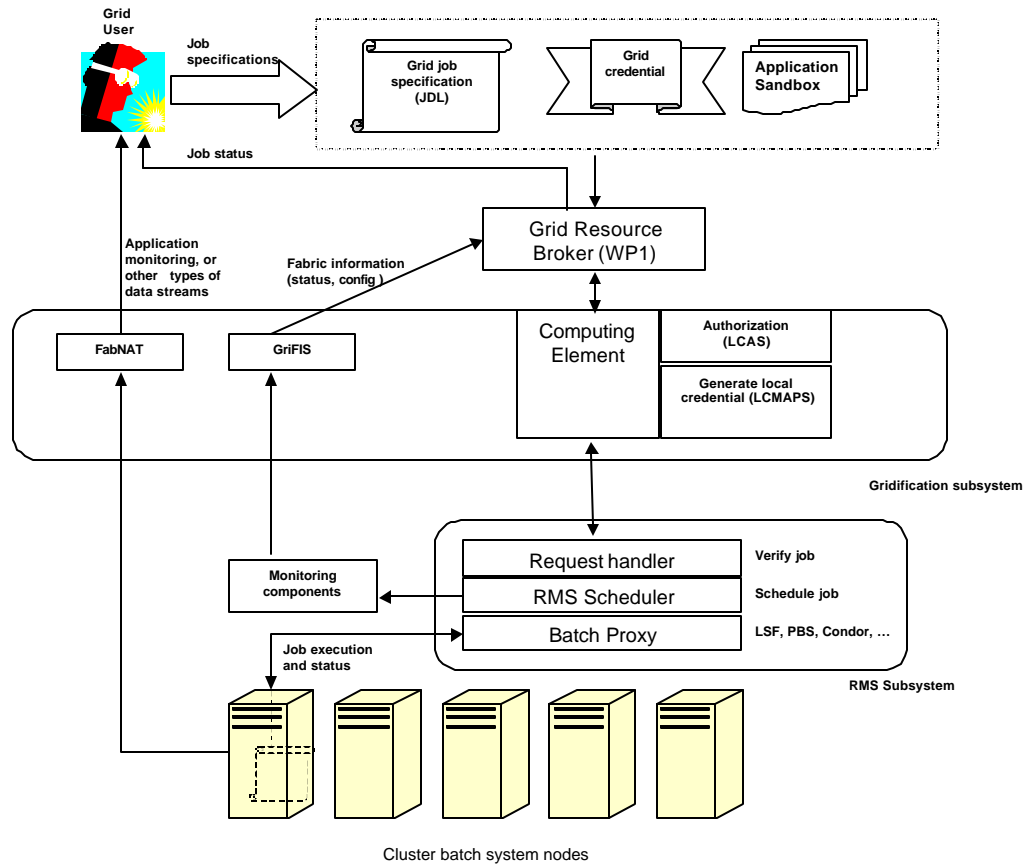 Grid
User
Job
specifications
Grid job
specification
(JDL)
Grid
credential
Application
Sandbox
Job status
Grid Resource
Broker (WP1)
Application
monitoring, or
other types of
data streams
Fabric information
(status, config )
FabNAT
GriFIS
Computing
Element
Authorization
(LCAS)
Generate local
credential (LCMAPS)
Gridification subsystem
Request handler
Verify job
Monitoring
components
RMS Scheduler
Schedule job
Batch Proxy
LSF, PBS, Condor, …
Job execution
and status
RMS Subsystem
Cluster batch system nodes